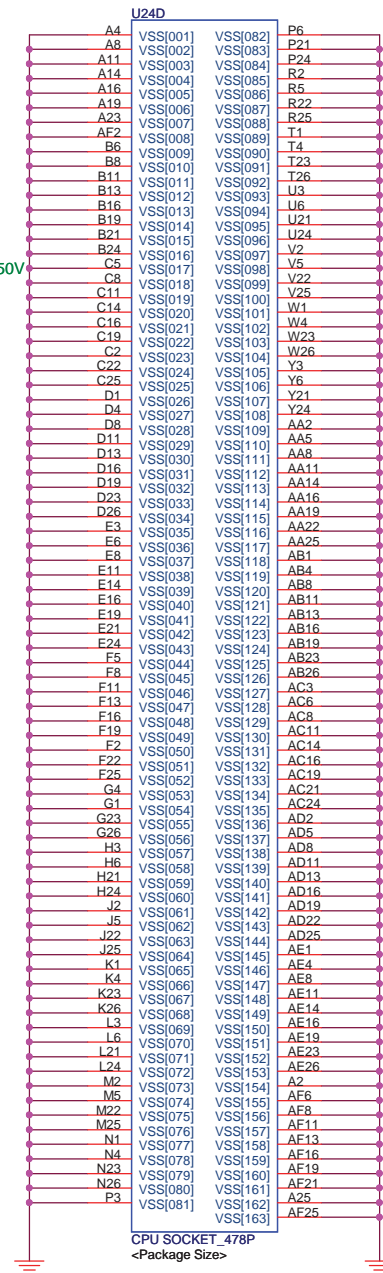 U24D
A4 VSS[001] VSS[082] P6
A8 VSS[002] VSS[083] P21
A11 VSS[003] VSS[084] P24
A14 VSS[004] VSS[085] R2
A16 VSS[005] VSS[086] R5
A19 VSS[006] VSS[087] R22
A23 VSS[007] VSS[088] R25
AF2 VSS[008] VSS[089] T1
B6 VSS[009] VSS[090] T4
B8 VSS[010] VSS[091] T23
B11 VSS[011] VSS[092] T26
B13 VSS[012] VSS[093] U3
B16 VSS[013] VSS[094] U6
B19 VSS[014] VSS[095] U21
B21 VSS[015] VSS[096] U24
B24 VSS[016] VSS[097] V2
50V C5 VSS[017] VSS[098] V5
C8 VSS[018] VSS[099] V22
C11 VSS[019] VSS[100] V25
C14 VSS[020] VSS[101] W1
C16 VSS[021] VSS[102] W4
C19 VSS[022] VSS[103] W23
C2 VSS[023] VSS[104] W26
C22 VSS[024] VSS[105] Y3
C25 VSS[025] VSS[106] Y6
D1 VSS[026] VSS[107] Y21
D4 VSS[027] VSS[108] Y24
D8 VSS[028] VSS[109] AA2
D11 VSS[029] VSS[110] AA5
D13 VSS[030] VSS[111] AA8
D16 VSS[031] VSS[112] AA11
D19 VSS[032] VSS[113] AA14
D23 VSS[033] VSS[114] AA16
D26 VSS[034] VSS[115] AA19
E3 VSS[035] VSS[116] AA22
E6 VSS[036] VSS[117] AA25
E8 VSS[037] VSS[118] AB1
E11 VSS[038] VSS[119] AB4
E14 VSS[039] VSS[120] AB8
E16 VSS[040] VSS[121] AB11
E19 VSS[041] VSS[122] AB13
E21 VSS[042] VSS[123] AB16
E24 VSS[043] VSS[124] AB19
F5 VSS[044] VSS[125] AB23
F8 VSS[045] VSS[126] AB26
F11 VSS[046] VSS[127] AC3
F13 VSS[047] VSS[128] AC6
F16 VSS[048] VSS[129] AC8
F19 VSS[049] VSS[130] AC11
F2 VSS[050] VSS[131] AC14
F22 VSS[051] VSS[132] AC16
F25 VSS[052] VSS[133] AC19
G4 VSS[053] VSS[134] AC21
G1 VSS[054] VSS[135] AC24
G23 VSS[055] VSS[136] AD2
G26 VSS[056] VSS[137] AD5
H3 VSS[057] VSS[138] AD8
H6 VSS[058] VSS[139] AD11
H21 VSS[059] VSS[140] AD13
H24 VSS[060] VSS[141] AD16
J2 VSS[061] VSS[142] AD19
J5 VSS[062] VSS[143] AD22
J22 VSS[063] VSS[144] AD25
J25 VSS[064] VSS[145] AE1
K1 VSS[065] VSS[146] AE4
K4 VSS[066] VSS[147] AE8
K23 VSS[067] VSS[148] AE11
K26 VSS[068] VSS[149] AE14
L3 VSS[069] VSS[150] AE16
L6 VSS[070] VSS[151] AE19
L21 VSS[071] VSS[152] AE23
L24 VSS[072] VSS[153] AE26
M2 VSS[073] VSS[154] A2
M5 VSS[074] VSS[155] AF6
M22 VSS[075] VSS[156] AF8
M25 VSS[076] VSS[157] AF11
N1 VSS[077] VSS[158] AF13
N4 VSS[078] VSS[159] AF16
N23 VSS[079] VSS[160] AF19
N26 VSS[080] VSS[161] AF21
P3 VSS[081] VSS[162] A25
VSS[163] AF25
CPU SOCKET_478P
<Package Size>